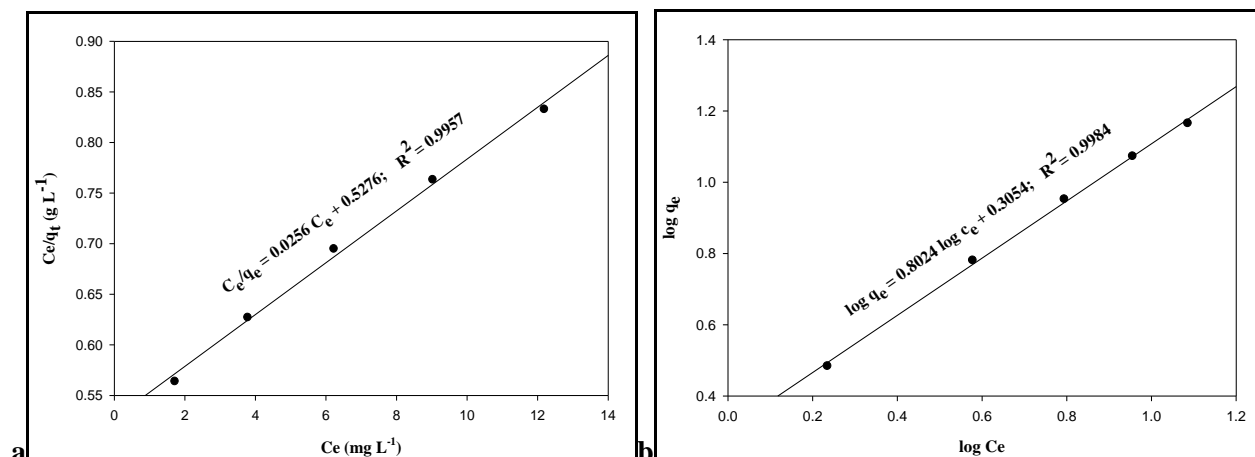 0.90
0.85
0.80
0.75
0.70
0.65
0.60
0.55
Ce/qt (g L-1)
Ce/qe = 0.0256 Ce + 0.5276; R2 = 0.9957
0 2 4 6 8 10 12 14
Ce (mg L-1)
a
1.4
1.2
1.0
0.8
0.6
0.4
log qe
log qe = 0.8024 log ce + 0.3054; R2 = 0.9984
0.0 0.2 0.4 0.6 0.8 1.0 1.2
log Ce
b